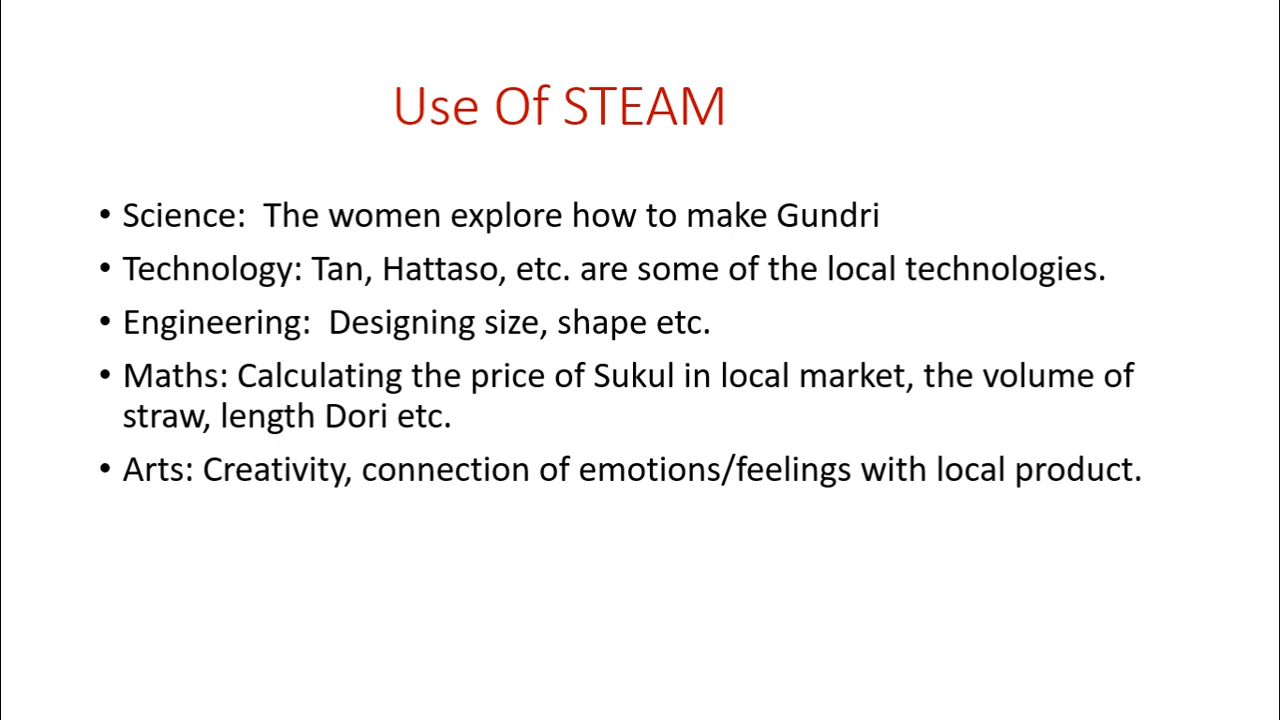 Use Of STEAM
• Science:  The women explore how to make Gundri
• Technology: Tan, Hattaso, etc. are some of the local technologies.
• Engineering:  Designing size, shape etc.
• Maths: Calculating the price of Sukul in local market, the volume of
straw, length Dori etc.
• Arts: Creativity, connection of emotions/feelings with local product.